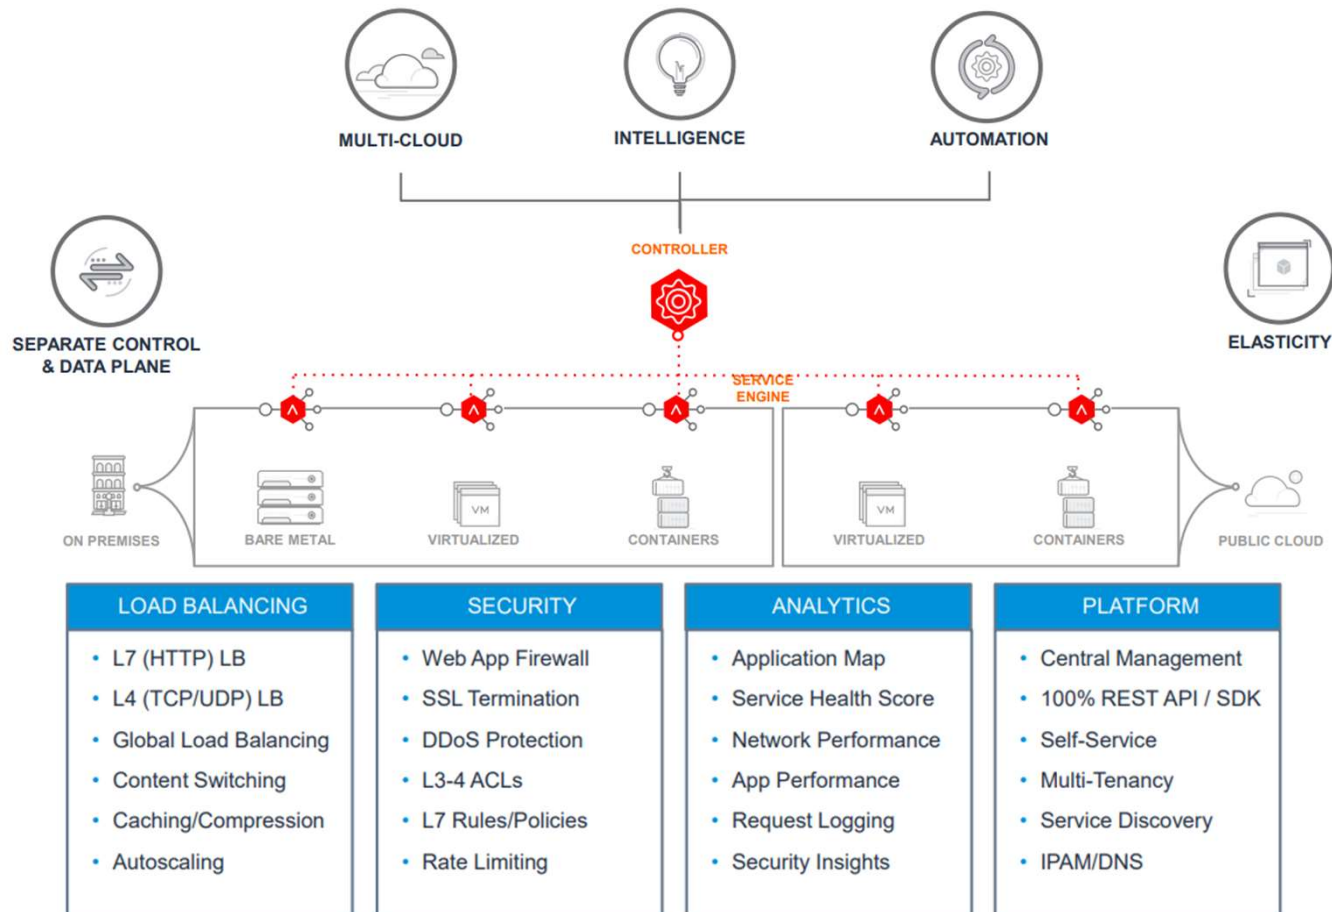 MULTI-CLOUD
INTELLIGENCE
AUTOMATION
CONTROLLER
SEPARATE CONTROL
& DATA PLANE
ELASTICITY
SERVICE
ENGINE
ON PREMISES
BARE METAL
VM
VIRTUALIZED
CONTAINERS
VM
VIRTUALIZED
CONTAINERS
PUBLIC CLOUD
LOAD BALANCING
• L7 (HTTP) LB
• L4 (TCP/UDP) LB
• Global Load Balancing
• Content Switching
• Caching/Compression
• Autoscaling
SECURITY
• Web App Firewall
• SSL Termination
• DDoS Protection
• L3-4 ACLs
• L7 Rules/Policies
• Rate Limiting
ANALYTICS
• Application Map
• Service Health Score
• Network Performance
• App Performance
• Request Logging
• Security Insights
PLATFORM
• Central Management
• 100% REST API / SDK
• Self-Service
• Multi-Tenancy
• Service Discovery
• IPAM/DNS